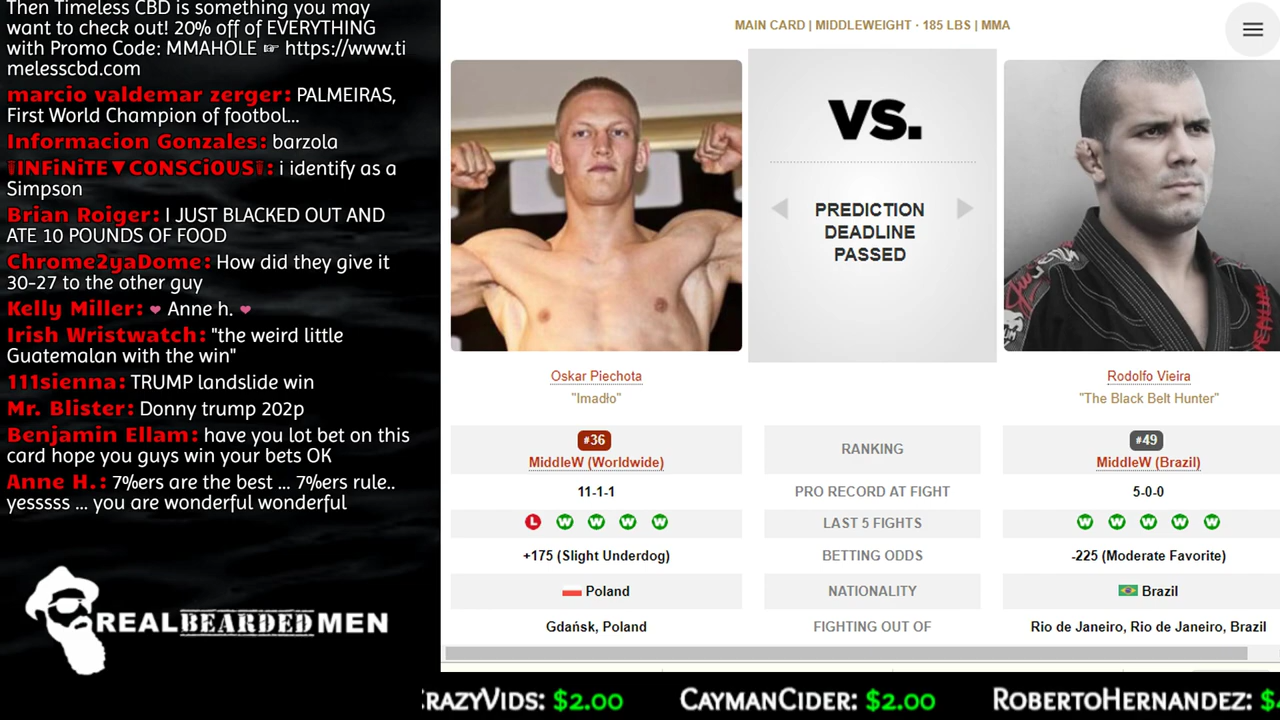 Then Timeless CBD is something you may
want to check out! 20% off of EVERYTHING
with Promo Code: MMAHOLE ☞ https://www.ti
melesscbd.com
marcio valdemar zerger: PALMEIRAS,
First World Champion of footbol...
Informacion Gonzales: barzola
INFiNiTE▼CONSCiOUS: i identify as a
Simpson
Brian Roiger: I JUST BLACKED OUT AND
ATE 10 POUNDS OF FOOD
Chrome2yaDome: How did they give it
30-27 to the other guy
Kelly Miller: ❤ Anne h. ❤
Irish Wristwatch: "the weird little
Guatemalan with the win"
111sienna: TRUMP landslide win
Mr. Blister: Donny trump 202p
Benjamin Ellam: have you lot bet on this
card hope you guys win your bets OK
Anne H.: 7%ers are the best ... 7%ers rule..
yesssss ... you are wonderful wonderful
REAL BEARDED MEN
MAIN CARD | MIDDLEWEIGHT · 185 LBS | MMA
VS.
PREDICTION
DEADLINE
PASSED
Oskar Piechota
"Imadło"
Rodolfo Vieira
"The Black Belt Hunter"
#36
MiddleW (Worldwide)
RANKING
#49
MiddleW (Brazil)
11-1-1 PRO RECORD AT FIGHT 5-0-0
L W W W W LAST 5 FIGHTS W W W W W
+175 (Slight Underdog) BETTING ODDS -225 (Moderate Favorite)
Poland NATIONALITY Brazil
Gdańsk, Poland FIGHTING OUT OF Rio de Janeiro, Rio de Janeiro, Brazil
RAZYVIDS: $2.00 CAYMANCIDER: $2.00 ROBERTOHERNANDEZ: $